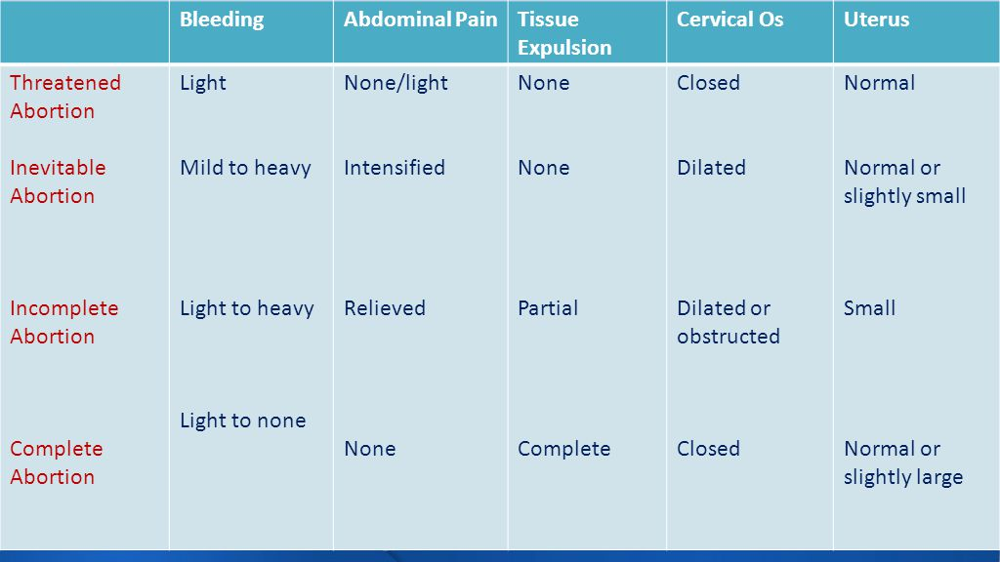 Bleeding Abdominal Pain Tissue Expulsion Cervical Os Uterus
Threatened Abortion Light None/light None Closed Normal
Inevitable Abortion Mild to heavy Intensified None Dilated Normal or slightly small
Incomplete Abortion Light to heavy Relieved Partial Dilated or obstructed Small
Complete Abortion Light to none None Complete Closed Normal or slightly large